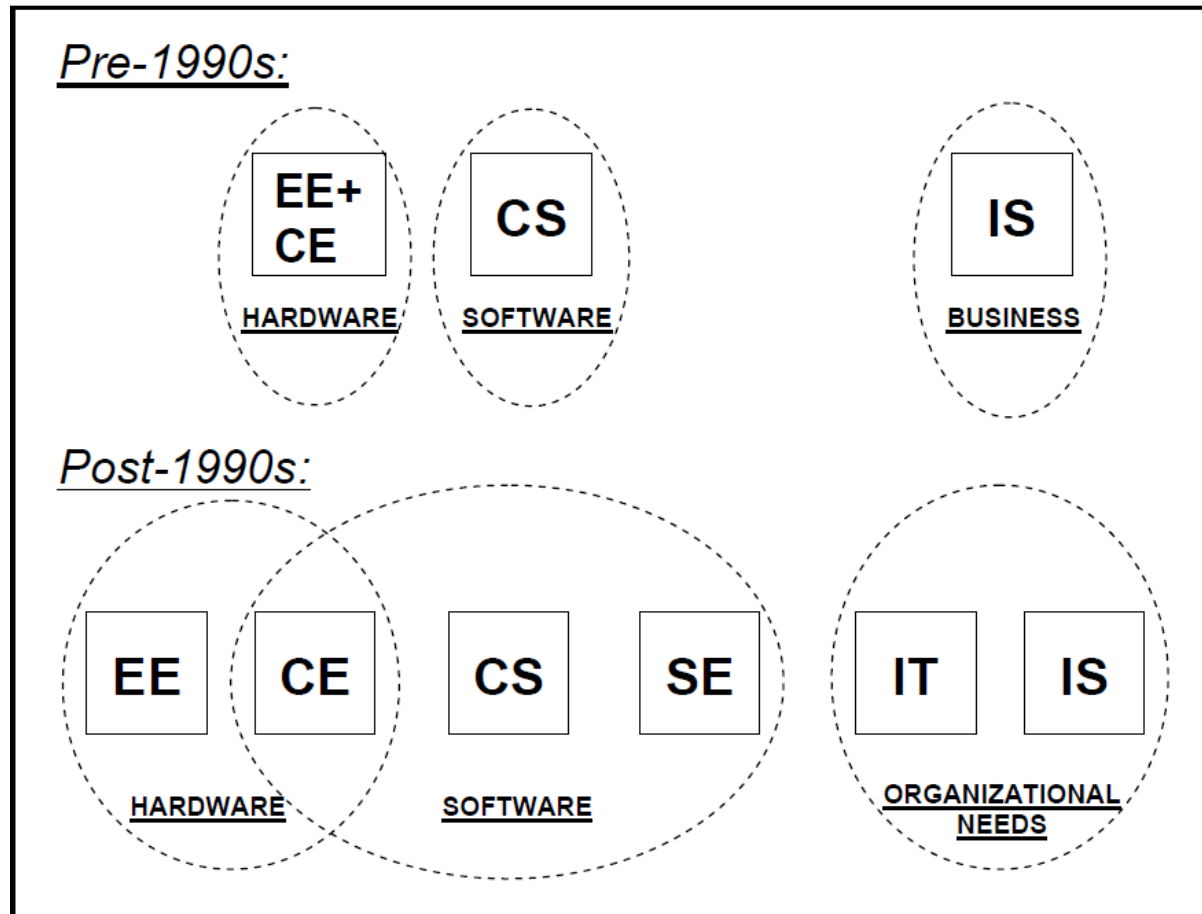 Pre-1990s:
EE+
CE
CS
IS
HARDWARE
SOFTWARE
BUSINESS
Post-1990s:
EE
CE
CS
SE
IT
IS
HARDWARE
SOFTWARE
ORGANIZATIONAL
NEEDS